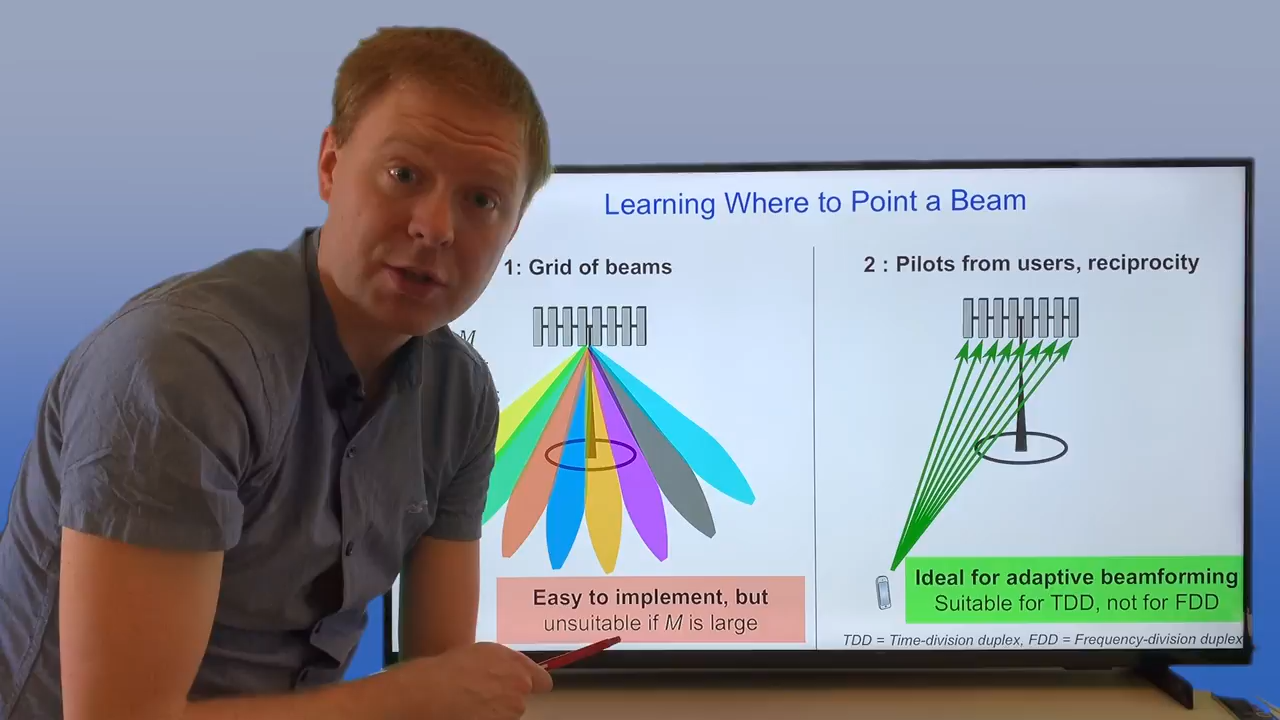 Learning Where to Point a Beam
1: Grid of beams
M
Easy to implement, but
unsuitable if M is large
2 : Pilots from users, reciprocity
Ideal for adaptive beamforming
Suitable for TDD, not for FDD
TDD = Time-division duplex, FDD = Frequency-division duplex